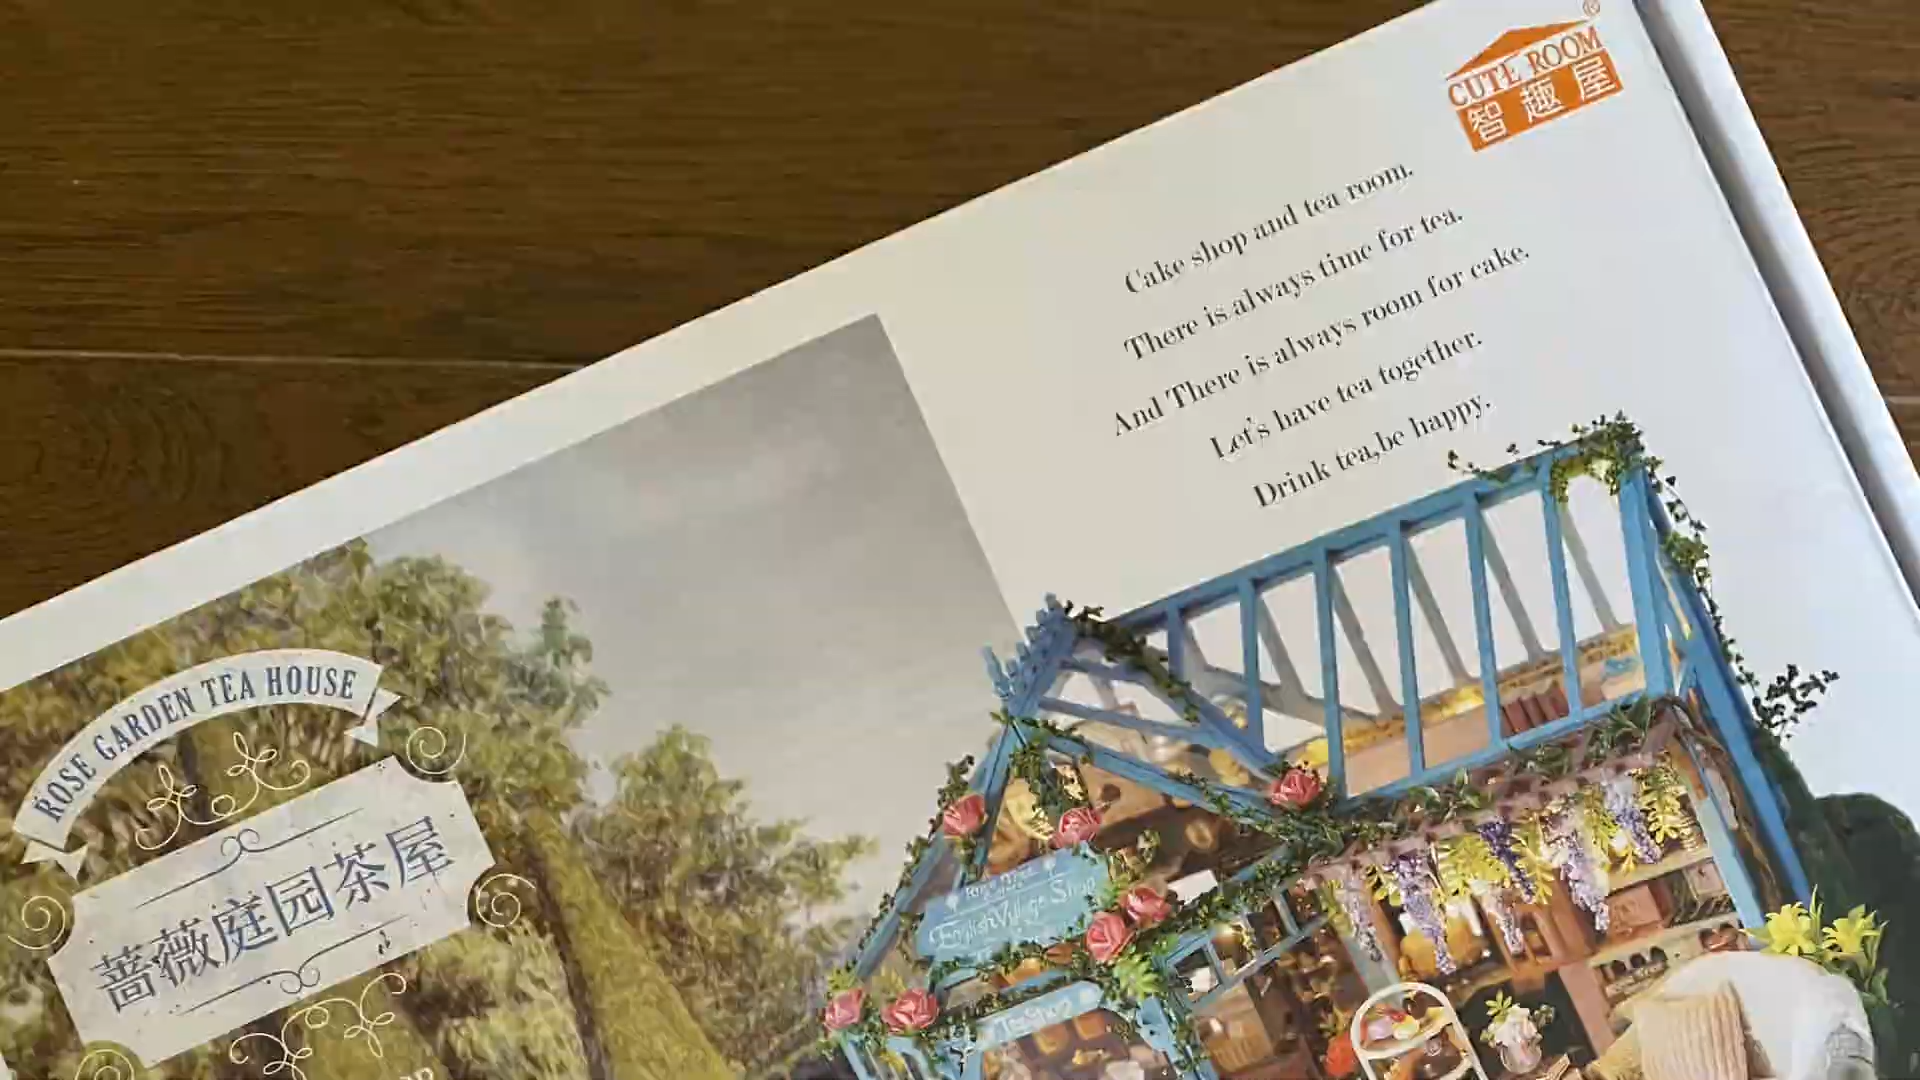 ®
CUTE ROOM
智趣屋
Cake shop and tea room.
There is always time for tea.
And There is always room for cake.
Let's have tea together.
Drink tea,be happy.
ROSE GARDEN TEA HOUSE
蔷薇庭园茶屋
English Village Shop
Tea Shop